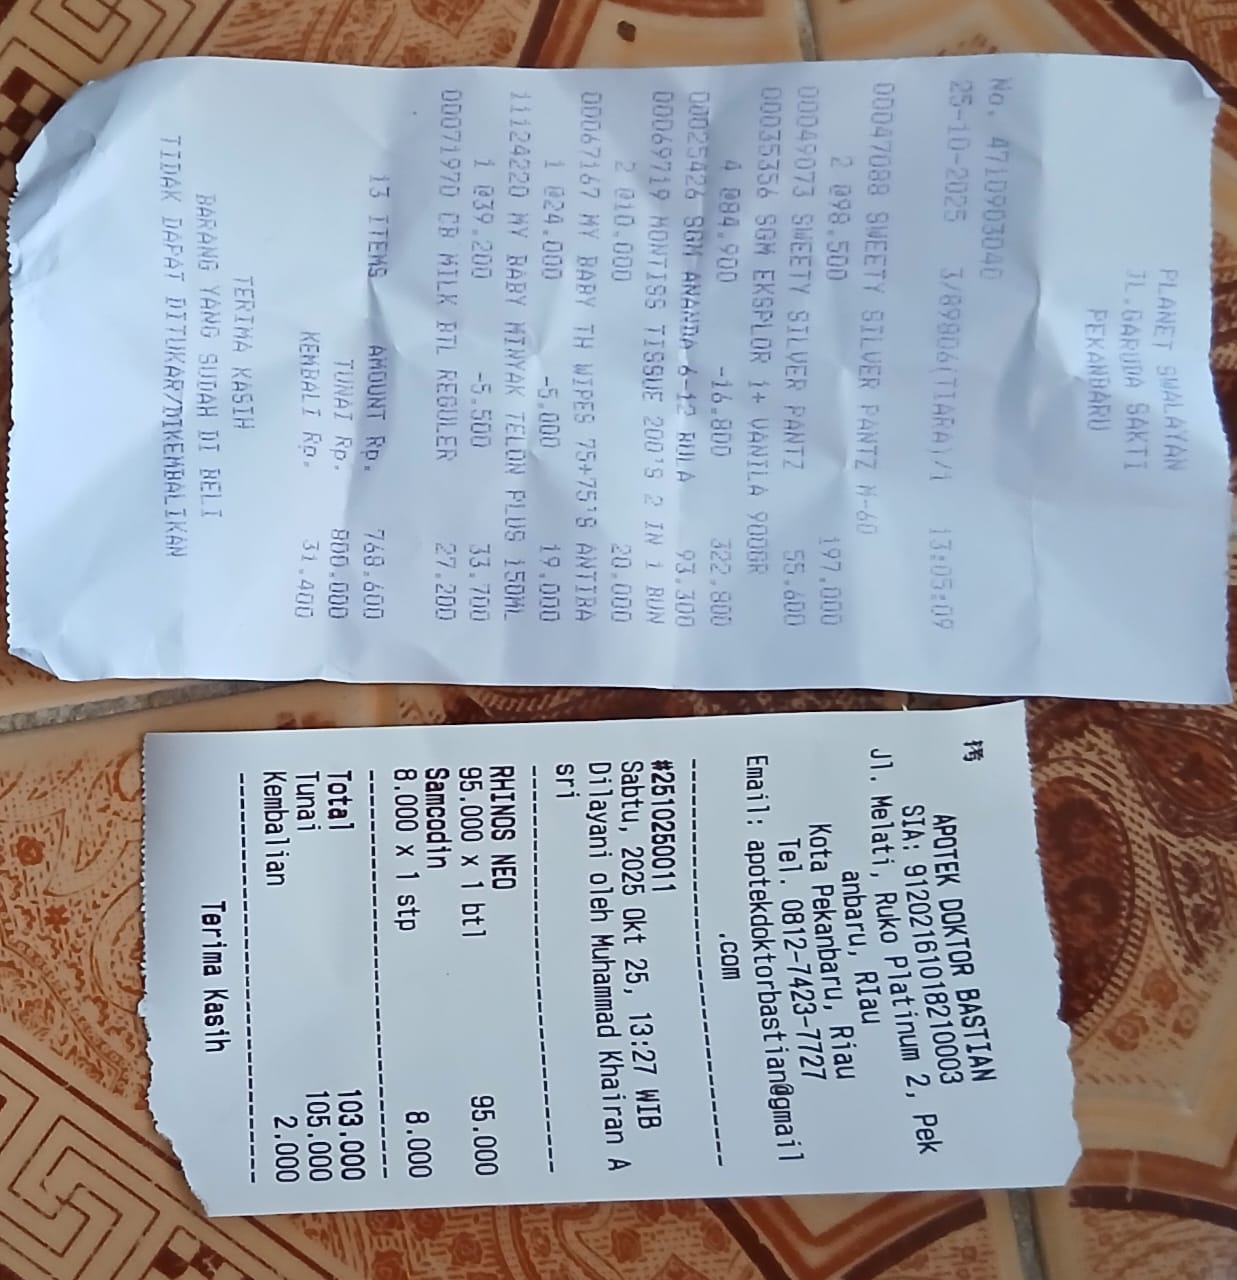 PLANET SWALAYAN
JL.GARUDA SAKTI
PEKANBARU
No. 4710903040
25-10-2025 3/89806(TIARA)/1 13:05:09
00047088 SWEETY SILVER PANTZ M-60
2 @98.500 197.000
00049073 SWEETY SILVER PANTZ 55.600
00035356 SGM EKSPLOR 1+ VANILA 900GR
4 @84.900 -16.800 322.800
00025426 SGM ANANDA 6-12 BULA 93.300
00069719 MONTISS TISSUE 200'S 2 IN 1 BUN
2 @10.000 20.000
00067167 MY BABY TH WIPES 75+75'S ANTIBA
1 @24.000 -5.000 19.000
11124220 MY BABY MINYAK TELON PLUS 150ML
1 @39.200 -5.500 33.700
00071970 CB MILK BTL REGULER 27.200
13 ITEMS AMOUNT Rp. 768.600
TUNAI Rp. 800.000
KEMBALI Rp. 31.400
TERIMA KASIH
BARANG YANG SUDAH DI BELI
TIDAK DAPAT DITUKAR/DIKEMBALIKAN
APOTEK DOKTOR BASTIAN
SIA: 91202161018210003
Jl. Melati, Ruko Platinum 2, Pek
anbaru, RIau
Kota Pekanbaru, Riau
Tel. 0812-7423-7727
Email: apotekdoktorbastian@gmail
.com
#2510250011
Sabtu, 2025 Okt 25, 13:27 WIB
Dilayani oleh Muhammad Khairan A
sri
RHINOS NEO
95.000 x 1 btl 95.000
Samcodin
8.000 x 1 stp 8.000
Total 103.000
Tunai 105.000
Kembalian 2.000
Terima Kasih